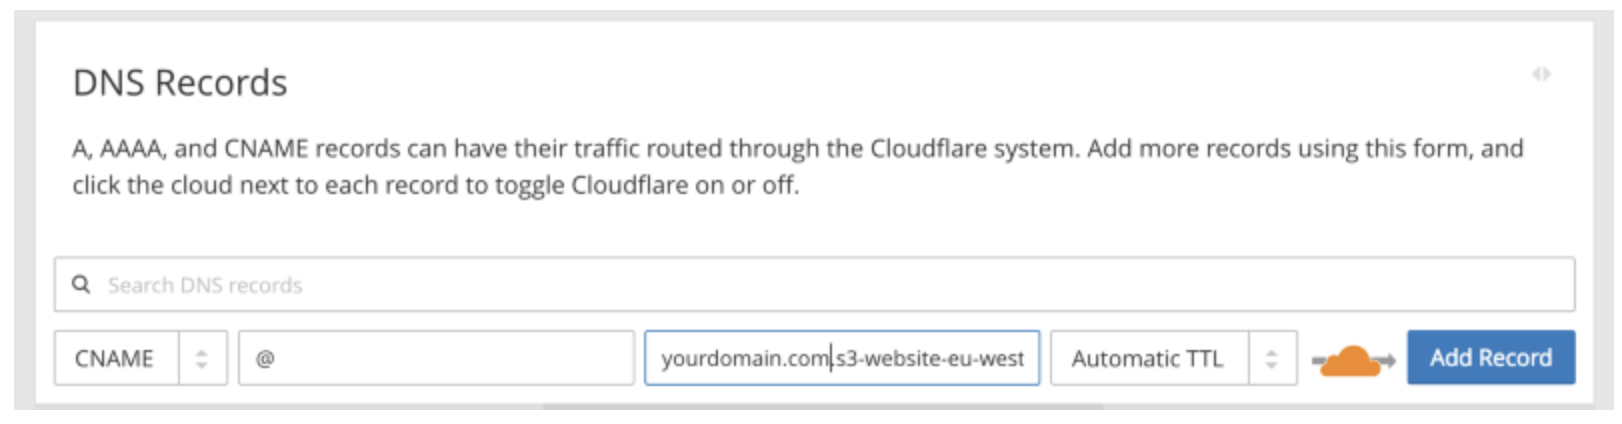 DNS Records
A, AAAA, and CNAME records can have their traffic routed through the Cloudflare system. Add more records using this form, and
click the cloud next to each record to toggle Cloudflare on or off.
Search DNS records
CNAME @ yourdomain.com.s3-website-eu-west Automatic TTL Add Record